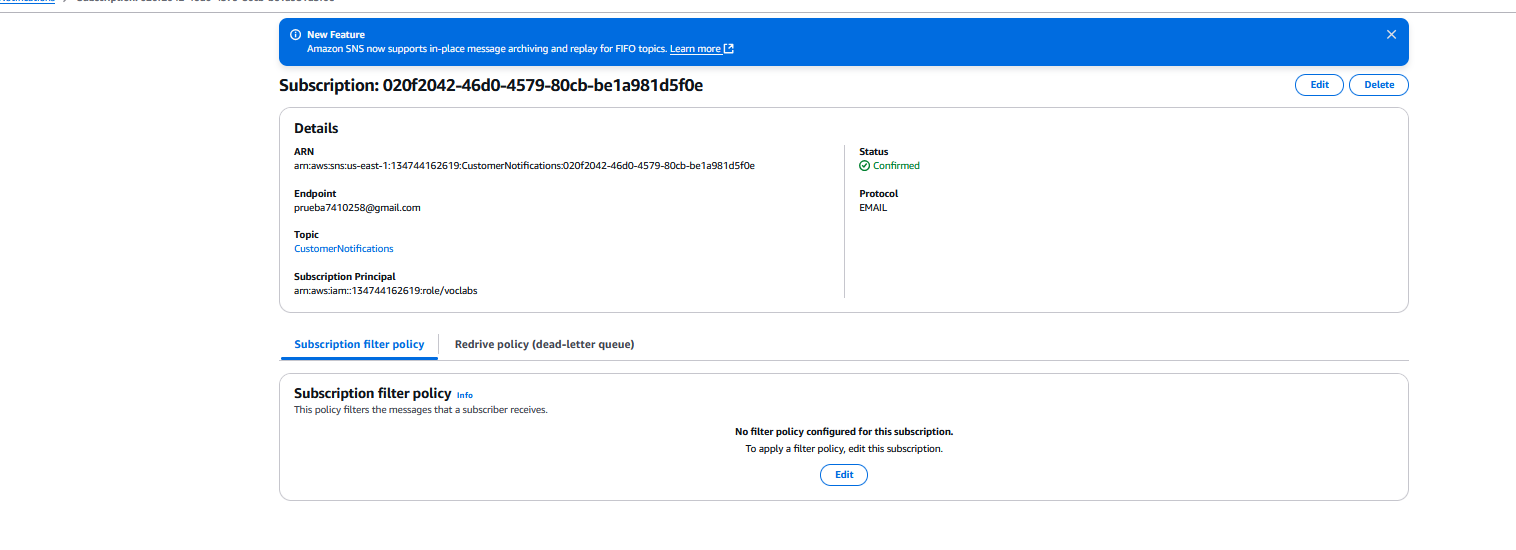 New Feature
Amazon SNS now supports in-place message archiving and replay for FIFO topics. Learn more
Subscription: 020f2042-46d0-4579-80cb-be1a981d5f0e
Edit
Delete
Details
ARN
arn:aws:sns:us-east-1:134744162619:CustomerNotifications:020f2042-46d0-4579-80cb-be1a981d5f0e
Endpoint
prueba7410258@gmail.com
Topic
CustomerNotifications
Subscription Principal
arn:aws:iam::134744162619:role/voclabs
Status
Confirmed
Protocol
EMAIL
Subscription filter policy
Redrive policy (dead-letter queue)
Subscription filter policy Info
This policy filters the messages that a subscriber receives.
No filter policy configured for this subscription.
To apply a filter policy, edit this subscription.
Edit